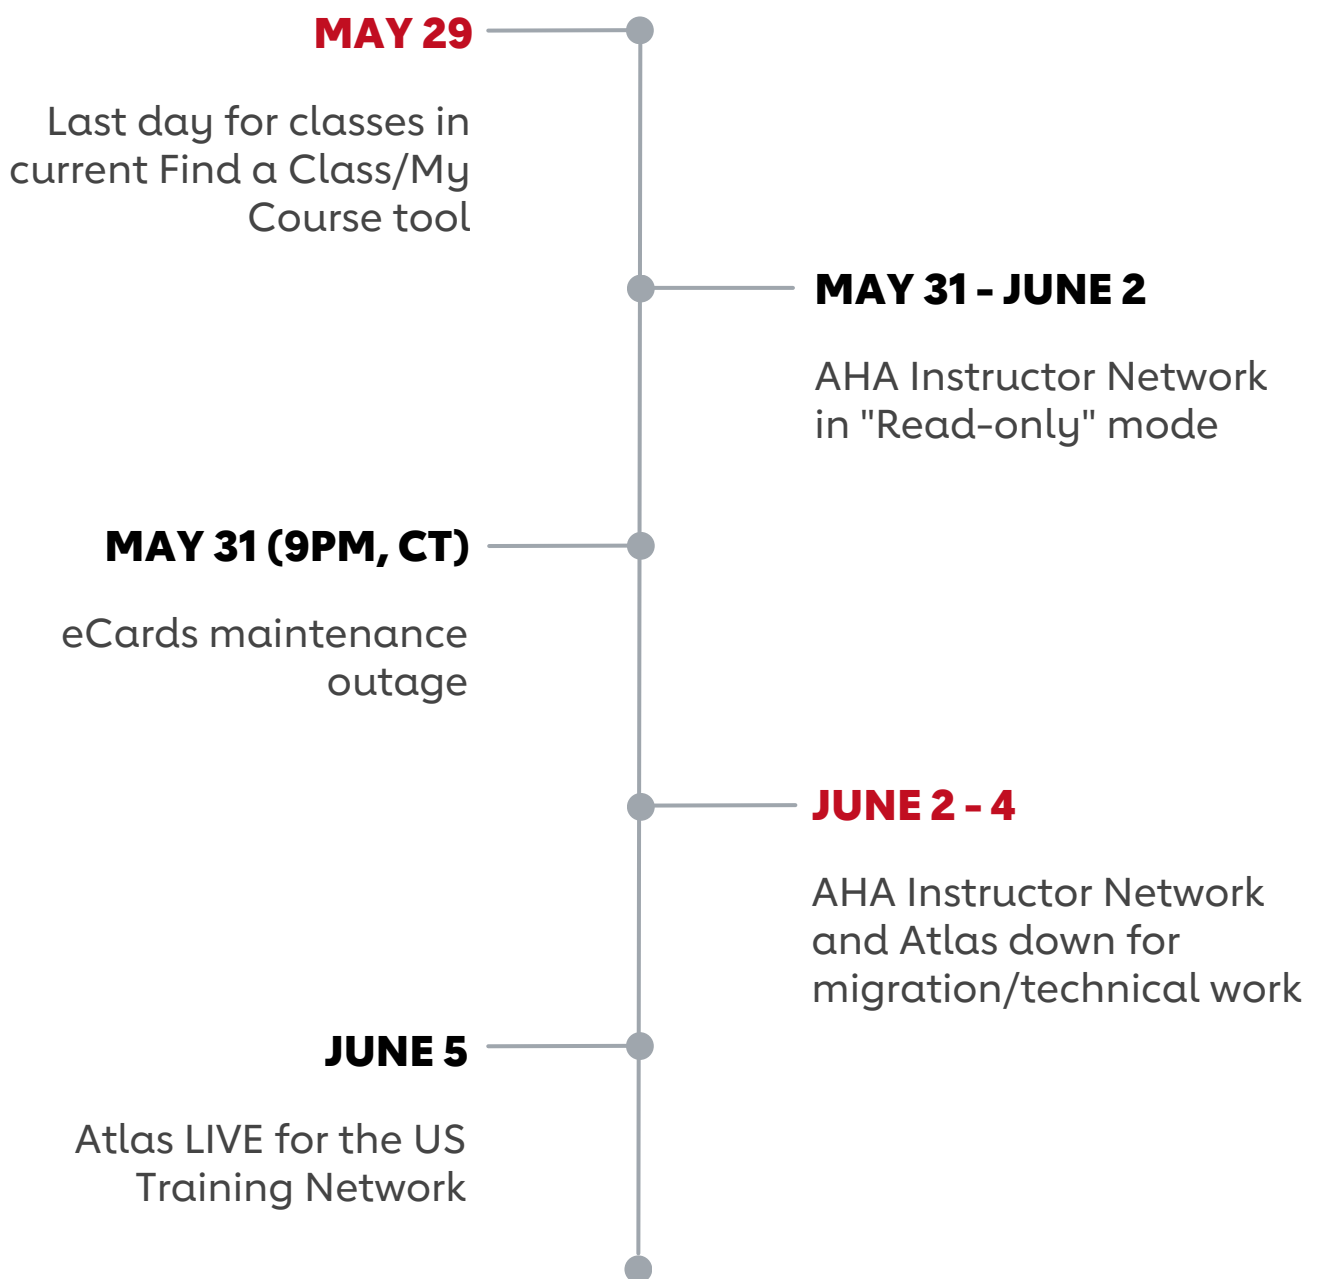 MAY 29
Last day for classes in
current Find a Class/My
Course tool
MAY 31 - JUNE 2
AHA Instructor Network
in "Read-only" mode
MAY 31 (9PM, CT)
eCards maintenance
outage
JUNE 2 - 4
AHA Instructor Network
and Atlas down for
migration/technical work
JUNE 5
Atlas LIVE for the US
Training Network